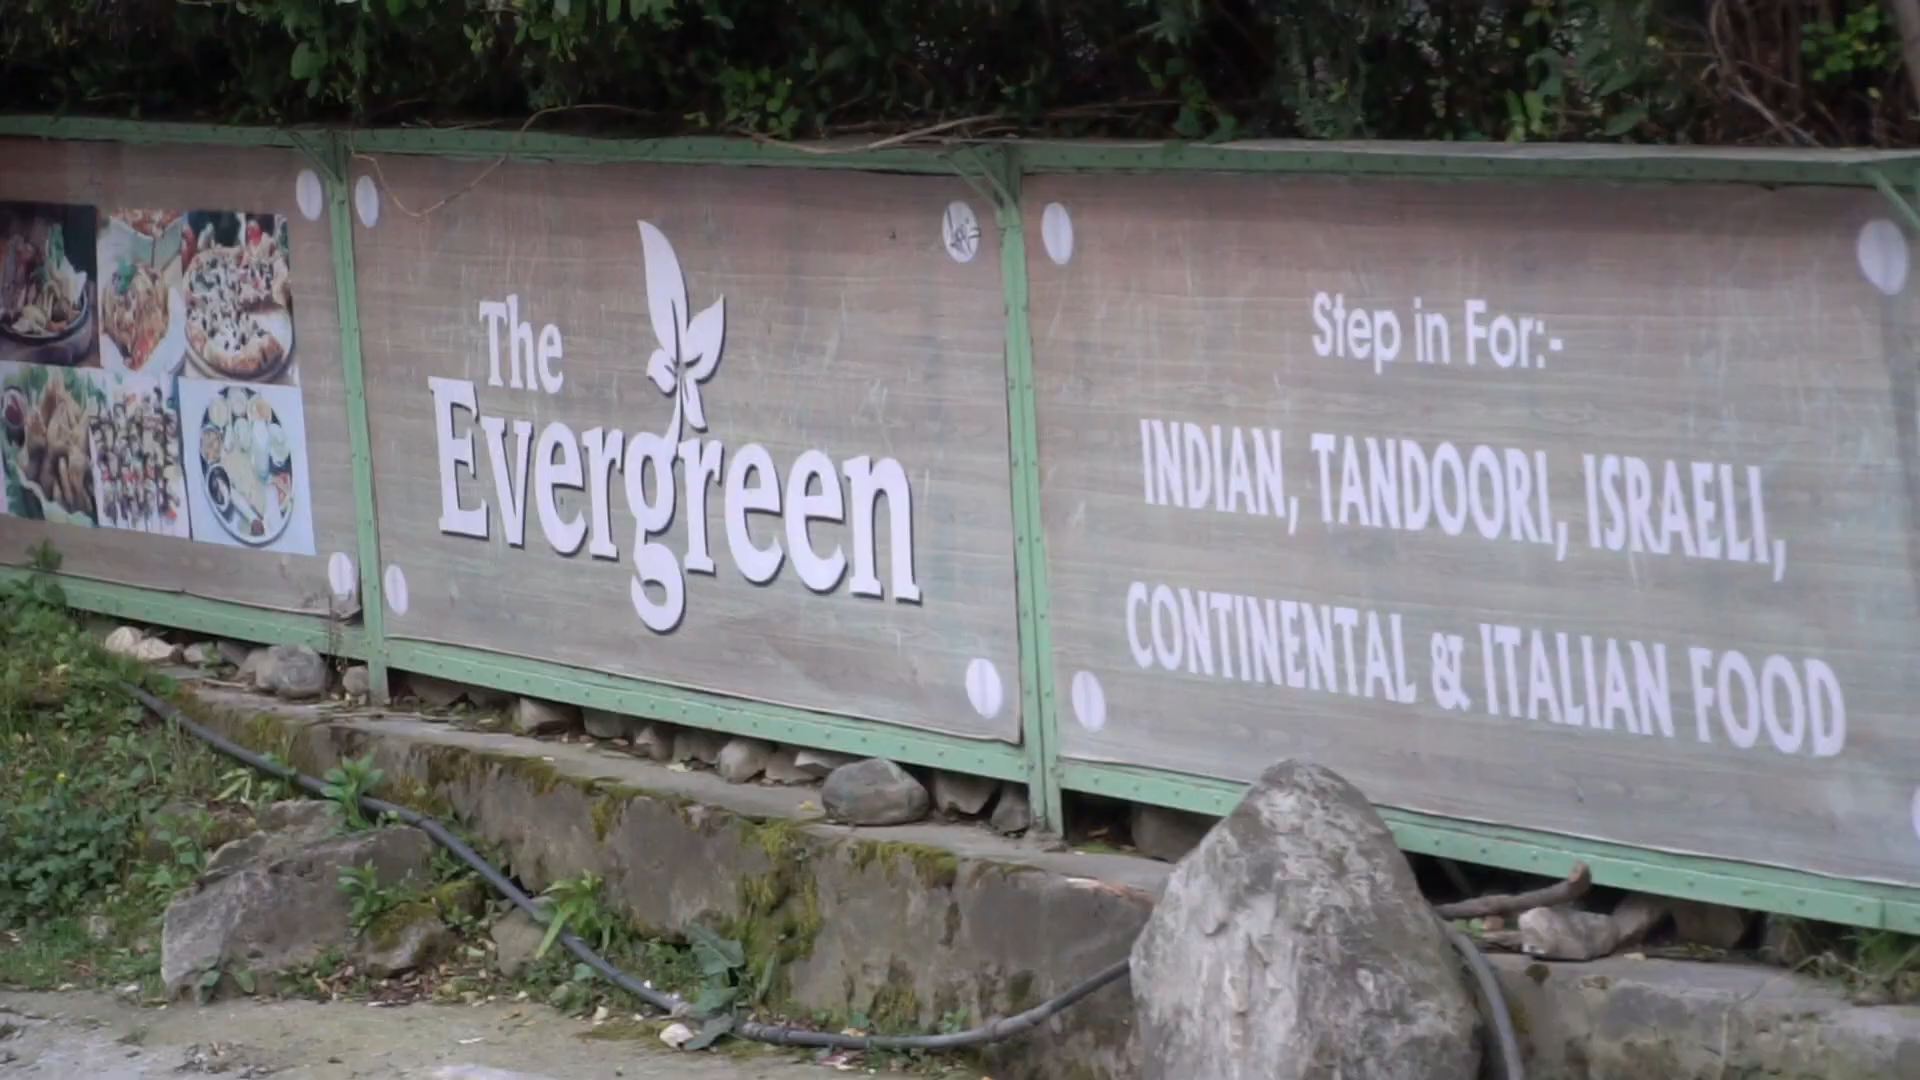 The
Evergreen
Step in For:-
INDIAN, TANDOORI, ISRAELI,
CONTINENTAL & ITALIAN FOOD